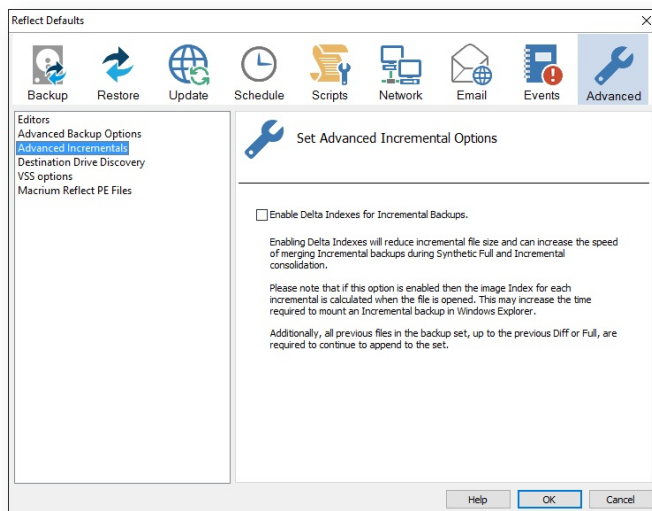 Reflect Defaults
Backup Restore Update Schedule Scripts Network Email Events Advanced
Editors
Advanced Backup Options
Advanced Incrementals
Destination Drive Discovery
VSS options
Macrium Reflect PE Files
Set Advanced Incremental Options
Enable Delta Indexes for Incremental Backups.
Enabling Delta Indexes will reduce incremental file size and can increase the speed
of merging Incremental backups during Synthetic Full and Incremental
consolidation.
Please note that if this option is enabled then the image Index for each
incremental is calculated when the file is opened. This may increase the time
required to mount an Incremental backup in Windows Explorer.
Additionally, all previous files in the backup set, up to the previous Diff or Full, are
required to continue to append to the set.
Help OK Cancel